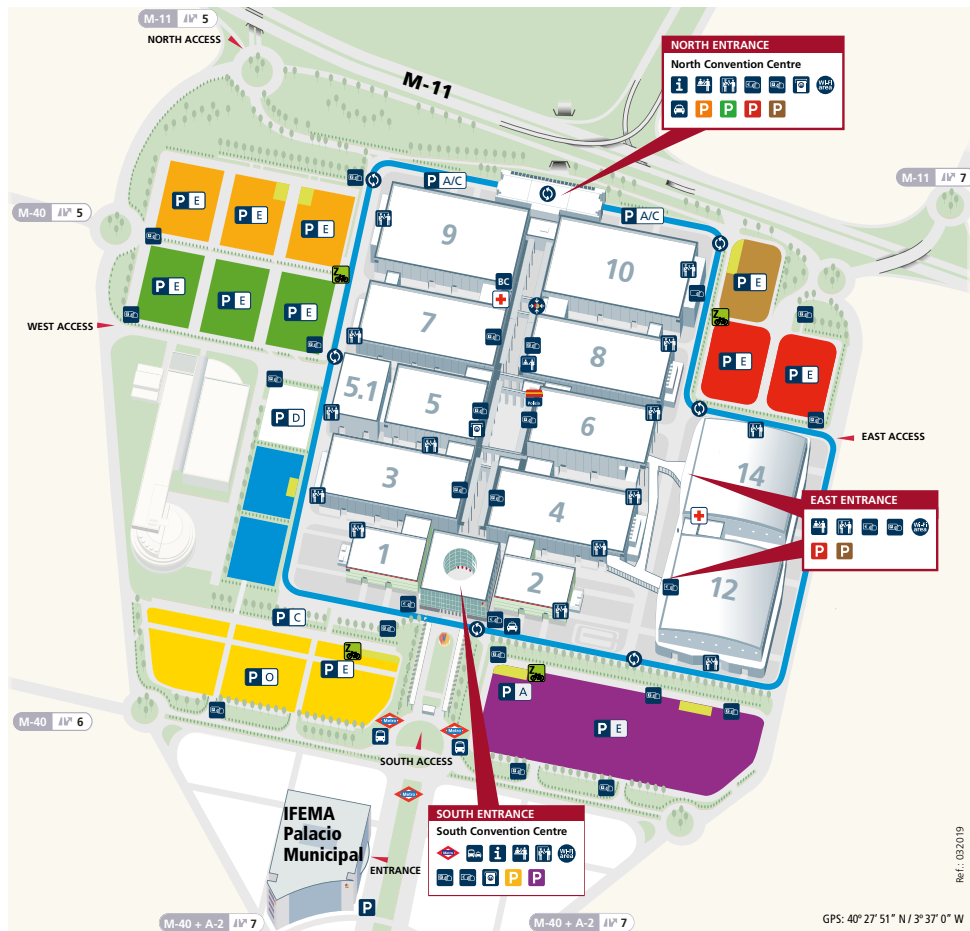 M-11 5
NORTH ACCESS
M-11
NORTH ENTRANCE
North Convention Centre
i
Wi-Fi area
P P P P
M-11 7
M-40 5
P A/C
P A/C
P E
P E
P E
9
10
BC
P E
P E
P E
P E
Z
Z
WEST ACCESS
7
8
P E
P E
5.1
5
Policía
6
P D
EAST ACCESS
3
4
14
EAST ENTRANCE
Wi-Fi area
P P
1
2
12
P C
P E
Z
P O
Z
P A
P E
M-40 6
Metro
Metro
SOUTH ACCESS
Metro
IFEMA
Palacio
Municipal
ENTRANCE
P
SOUTH ENTRANCE
South Convention Centre
Metro
i
Wi-Fi area
P P
M-40 + A-2 7
M-40 + A-2 7
Ref.: 032019
GPS: 40º 27' 51" N / 3º 37' 0" W